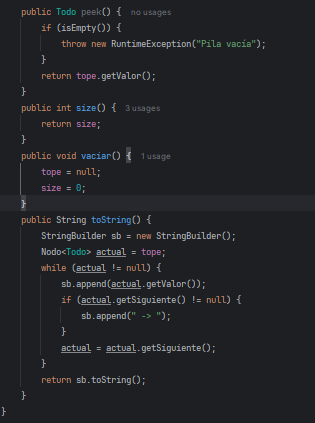 public Todo peek() { no usages
if (isEmpty()) {
throw new RuntimeException("Pila vacía");
}
return tope.getValor();
}
public int size() { 3 usages
return size;
}
public void vaciar() { 1 usage
tope = null;
size = 0;
}
public String toString() {
StringBuilder sb = new StringBuilder();
Nodo<Todo> actual = tope;
while (actual != null) {
sb.append(actual.getValor());
if (actual.getSiguiente() != null) {
sb.append(" -> ");
}
actual = actual.getSiguiente();
}
return sb.toString();
}
}